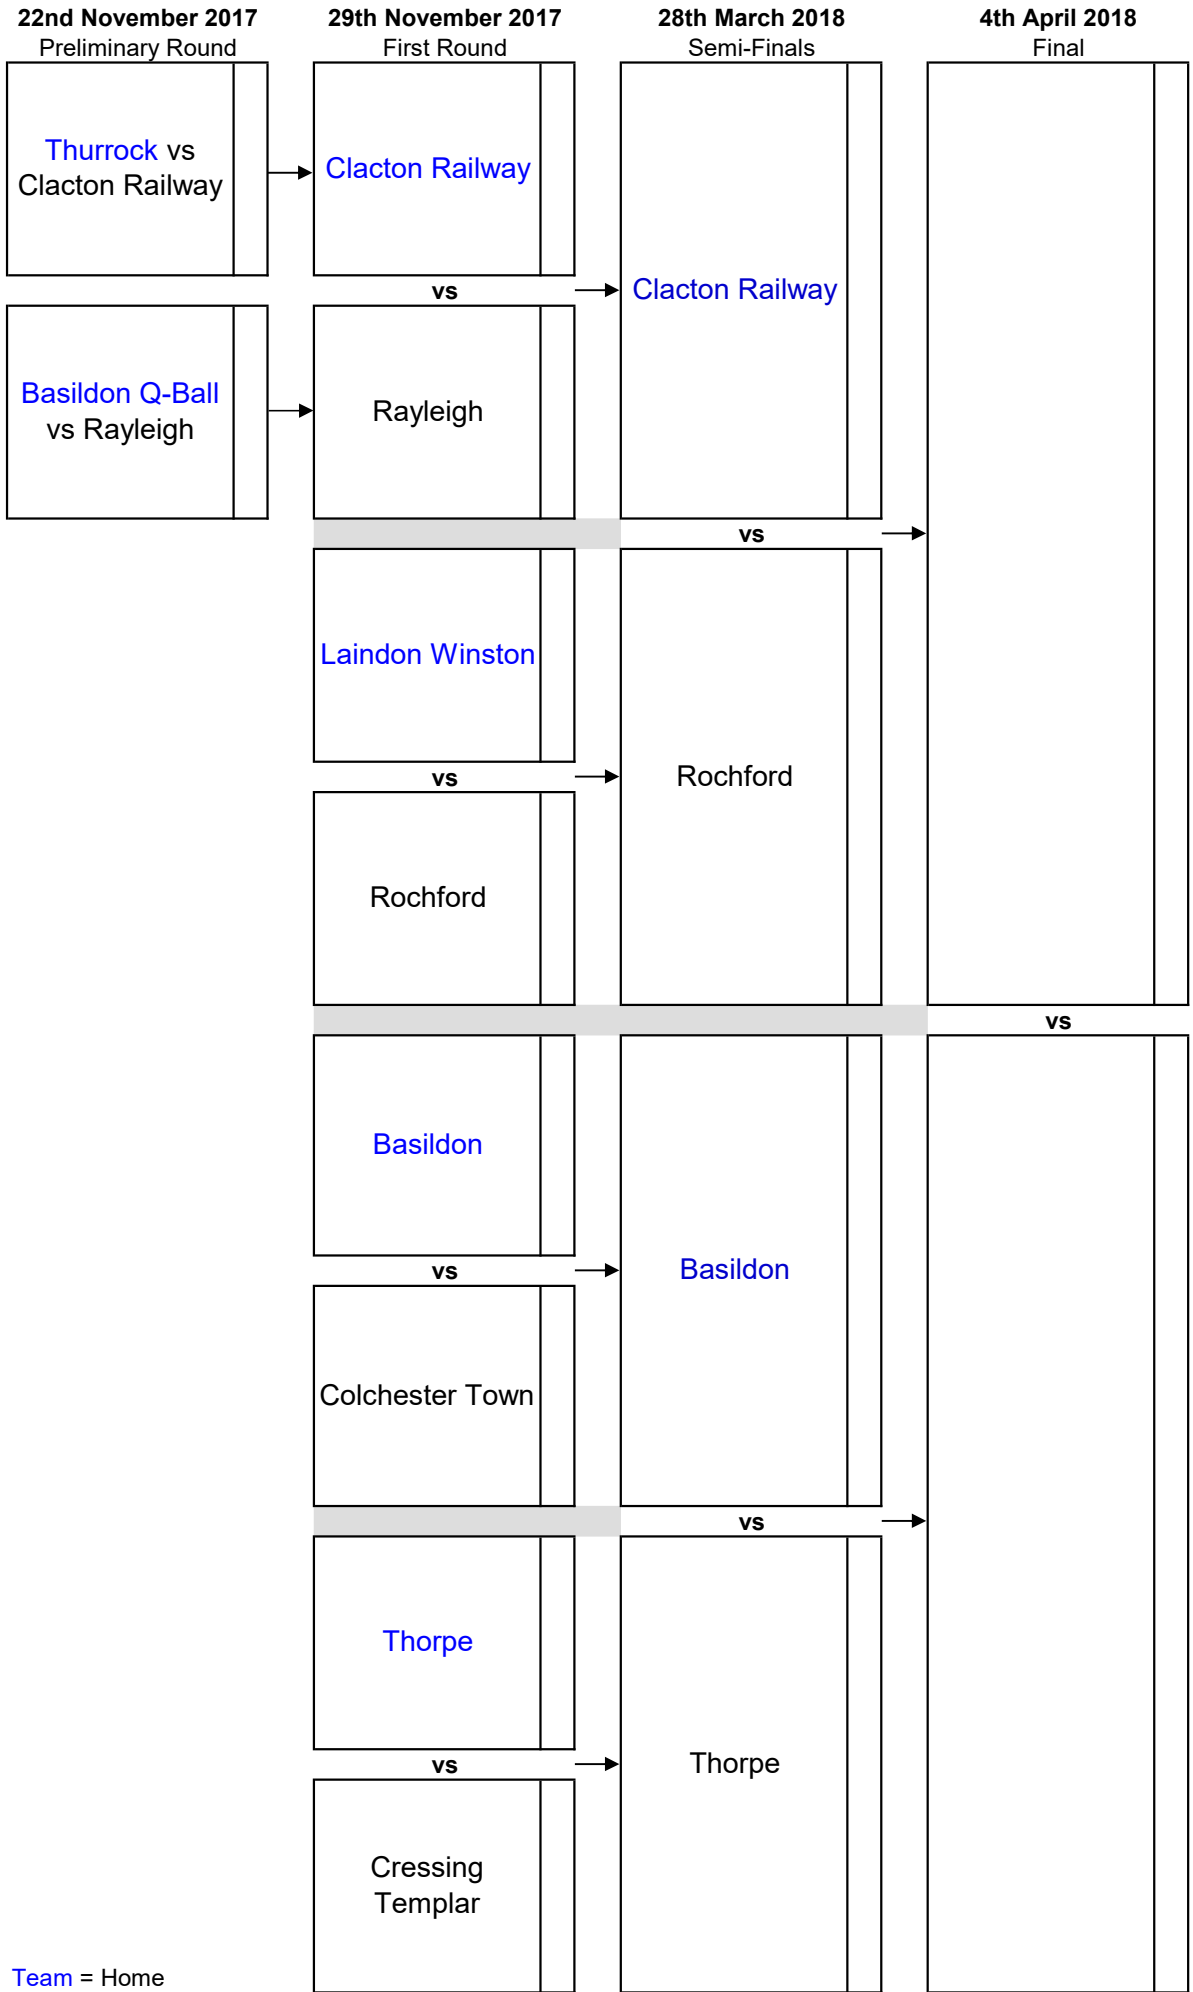 22nd November 2017
Preliminary Round
29th November 2017
First Round
28th March 2018
Semi-Finals
4th April 2018
Final
Thurrock vs
Clacton Railway
Basildon Q-Ball
vs Rayleigh
Clacton Railway
vs
Rayleigh
Laindon Winston
vs
Rochford
Basildon
vs
Colchester Town
Thorpe
vs
Cressing
Templar
Clacton Railway
vs
Rochford
Basildon
vs
Thorpe
vs
Team = Home